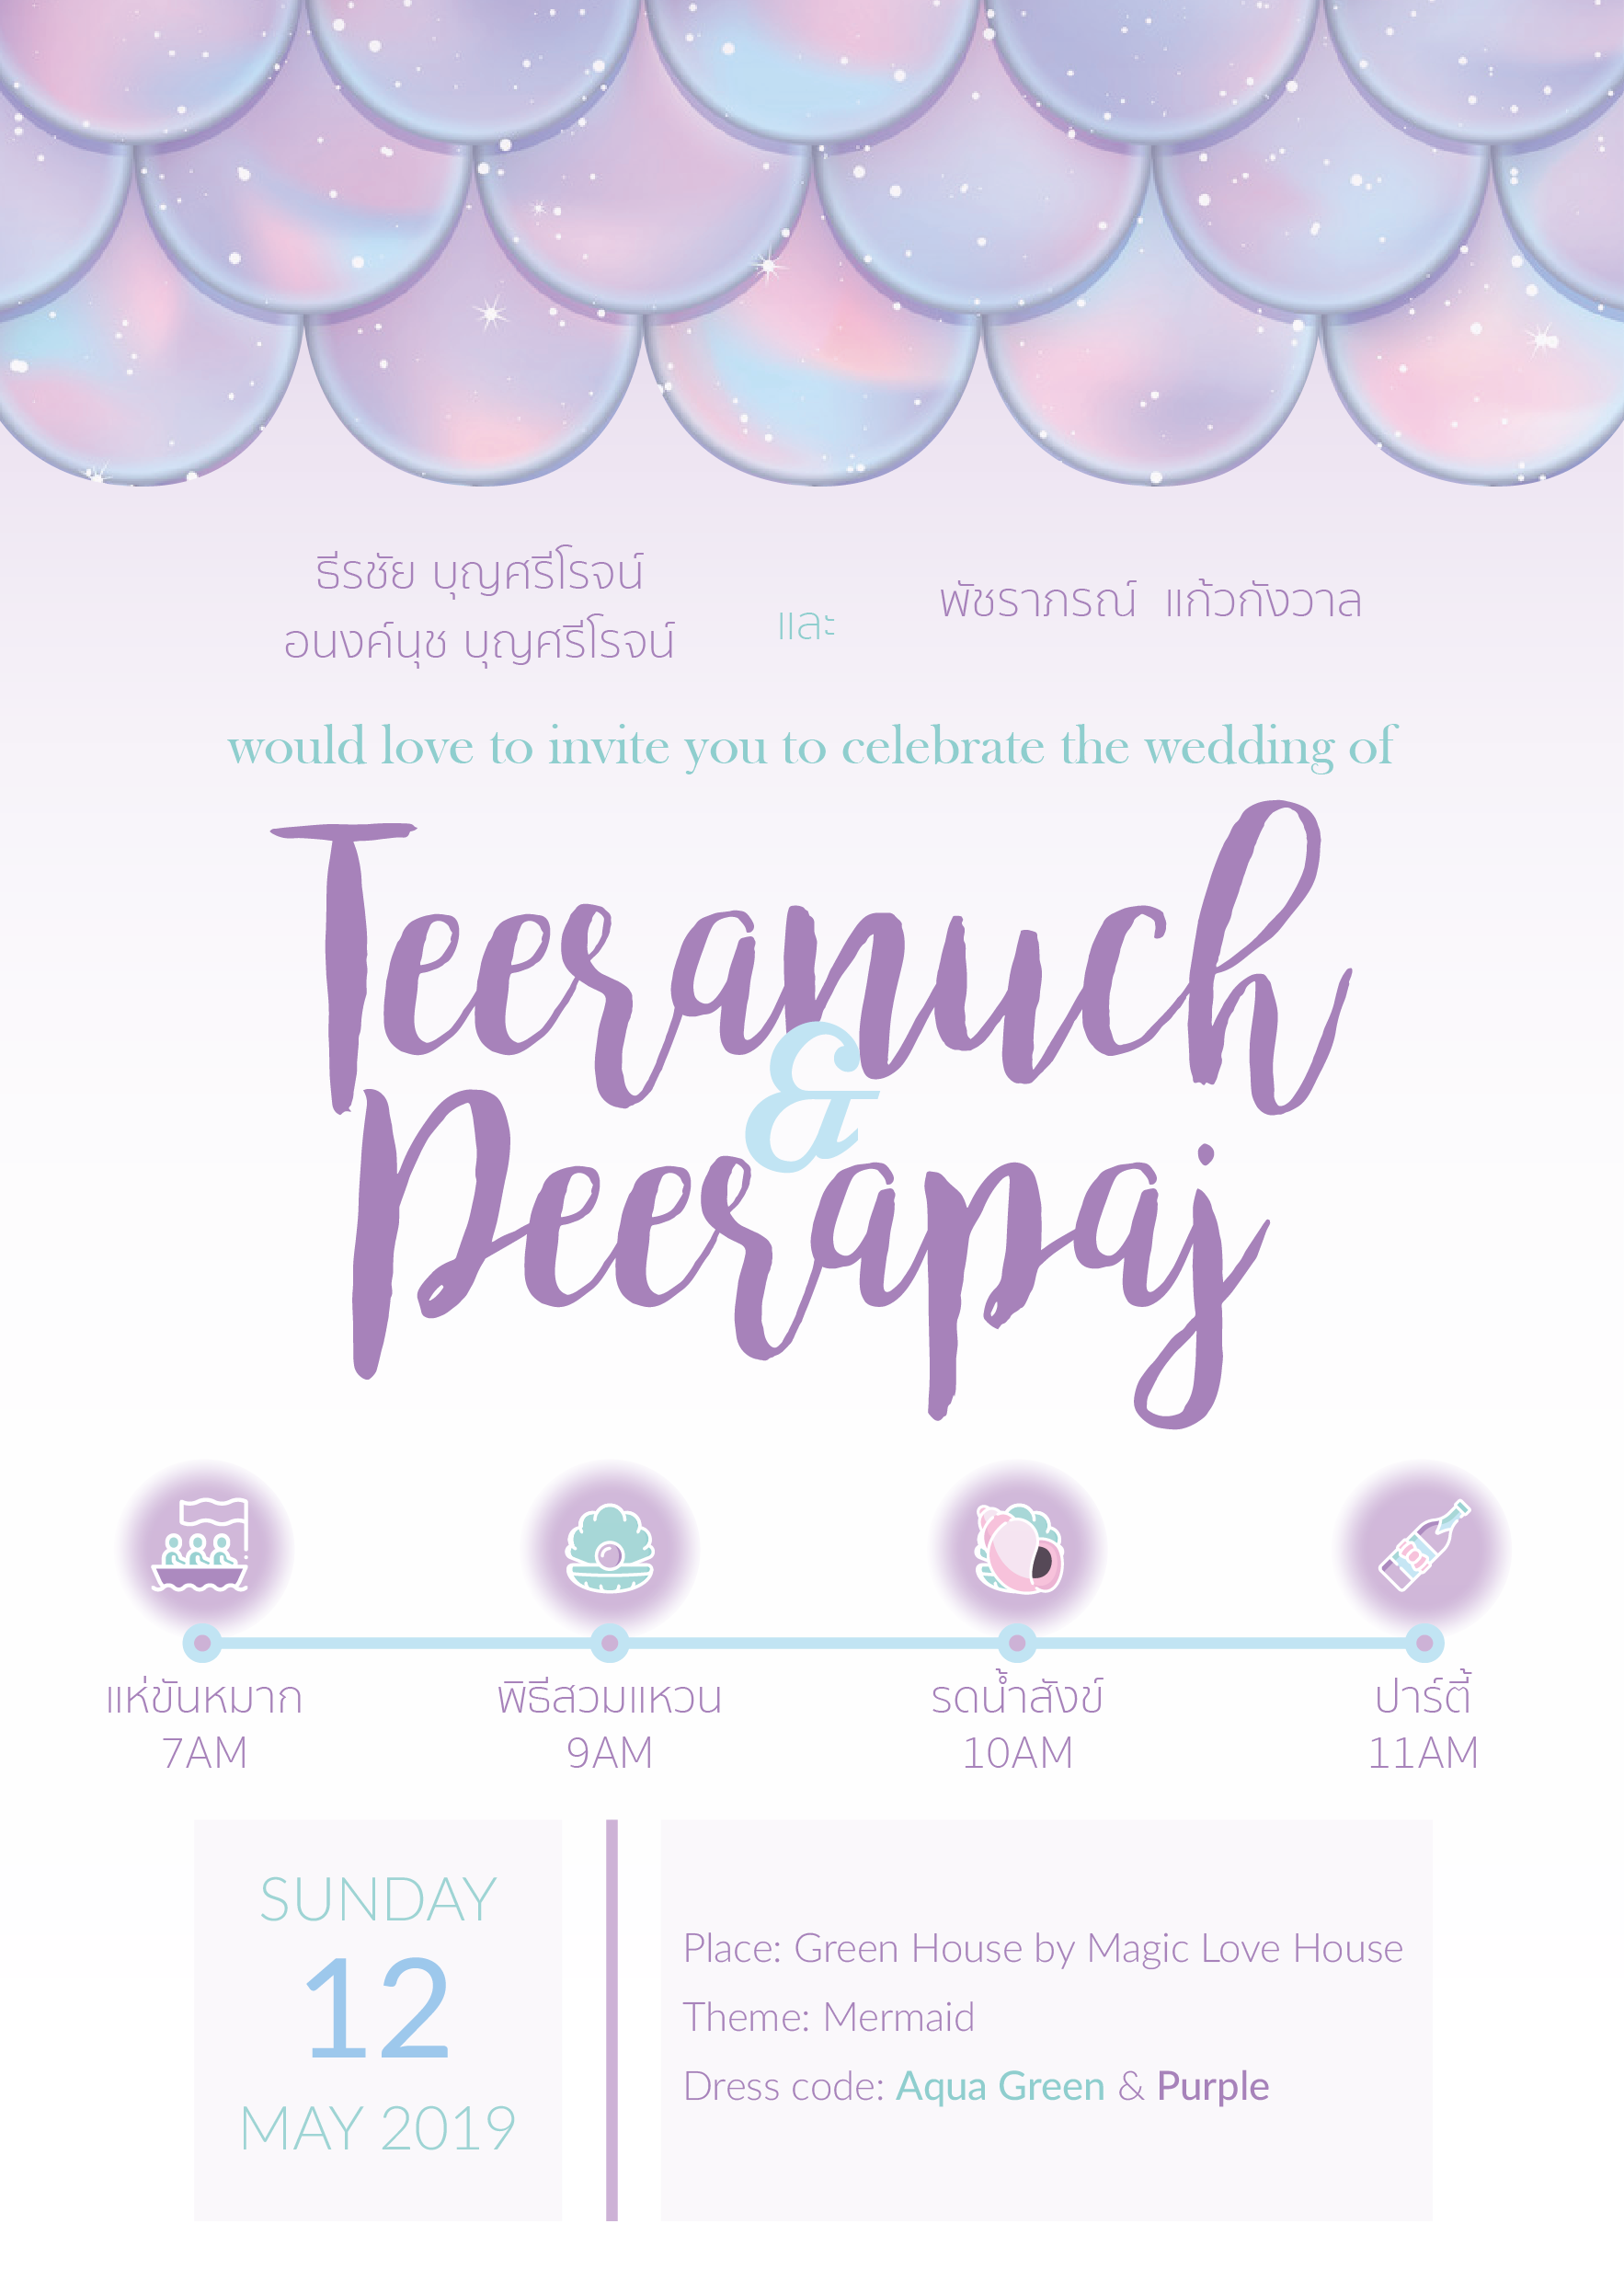 ธีรชัย บุญศรีโรจน์
อนงค์นุช บุญศรีโรจน์
และ
พัชราภรณ์ แก้วกังวาล
would love to invite you to celebrate the wedding of
Teeranuch
&
Peerapaj
แห่ขันหมาก
7AM
พิธีสวมแหวน
9AM
รดน้ำสังข์
10AM
ปาร์ตี้
11AM
SUNDAY
12
MAY 2019
Place: Green House by Magic Love House
Theme: Mermaid
Dress code: Aqua Green & Purple